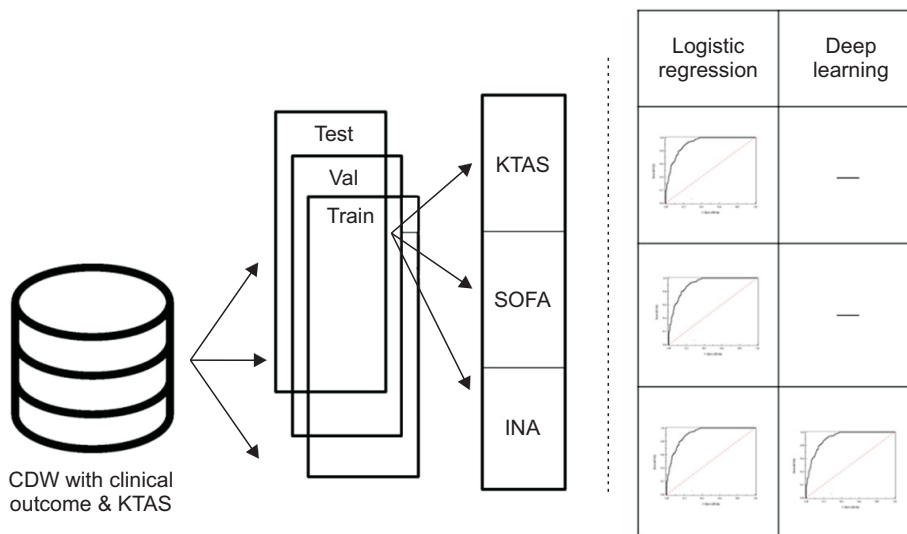 Logistic
regression
Deep
learning
Test
Val
Train
KTAS
SOFA
INA
—
—
CDW with clinical
outcome & KTAS